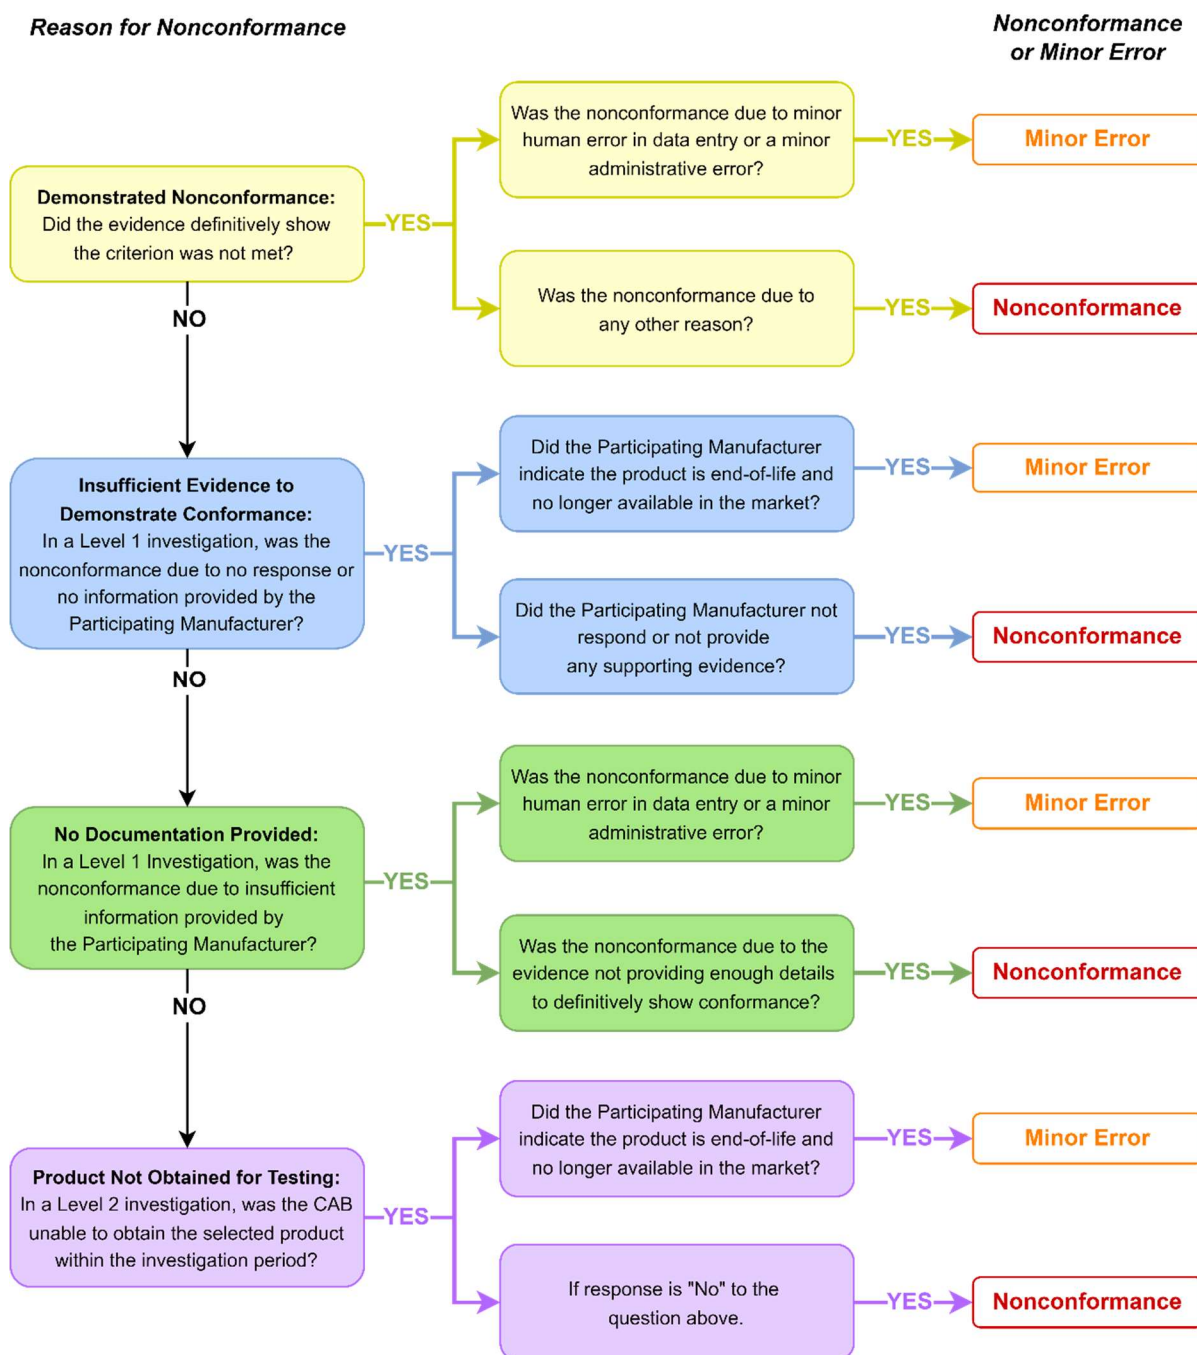 Reason for Nonconformance
Nonconformance
or Minor Error
Demonstrated Nonconformance:
Did the evidence definitively show
the criterion was not met?
YES
Was the nonconformance due to minor
human error in data entry or a minor
administrative error?
YES
Minor Error
Was the nonconformance due to
any other reason?
YES
Nonconformance
NO
Insufficient Evidence to
Demonstrate Conformance:
In a Level 1 investigation, was the
nonconformance due to no response or
no information provided by the
Participating Manufacturer?
YES
Did the Participating Manufacturer
indicate the product is end-of-life and
no longer available in the market?
YES
Minor Error
Did the Participating Manufacturer not
respond or not provide
any supporting evidence?
YES
Nonconformance
NO
No Documentation Provided:
In a Level 1 Investigation, was the
nonconformance due to insufficient
information provided by
the Participating Manufacturer?
YES
Was the nonconformance due to minor
human error in data entry or a minor
administrative error?
YES
Minor Error
Was the nonconformance due to the
evidence not providing enough details
to definitively show conformance?
YES
Nonconformance
NO
Product Not Obtained for Testing:
In a Level 2 investigation, was the CAB
unable to obtain the selected product
within the investigation period?
YES
Did the Participating Manufacturer
indicate the product is end-of-life and
no longer available in the market?
YES
Minor Error
If response is "No" to the
question above.
YES
Nonconformance